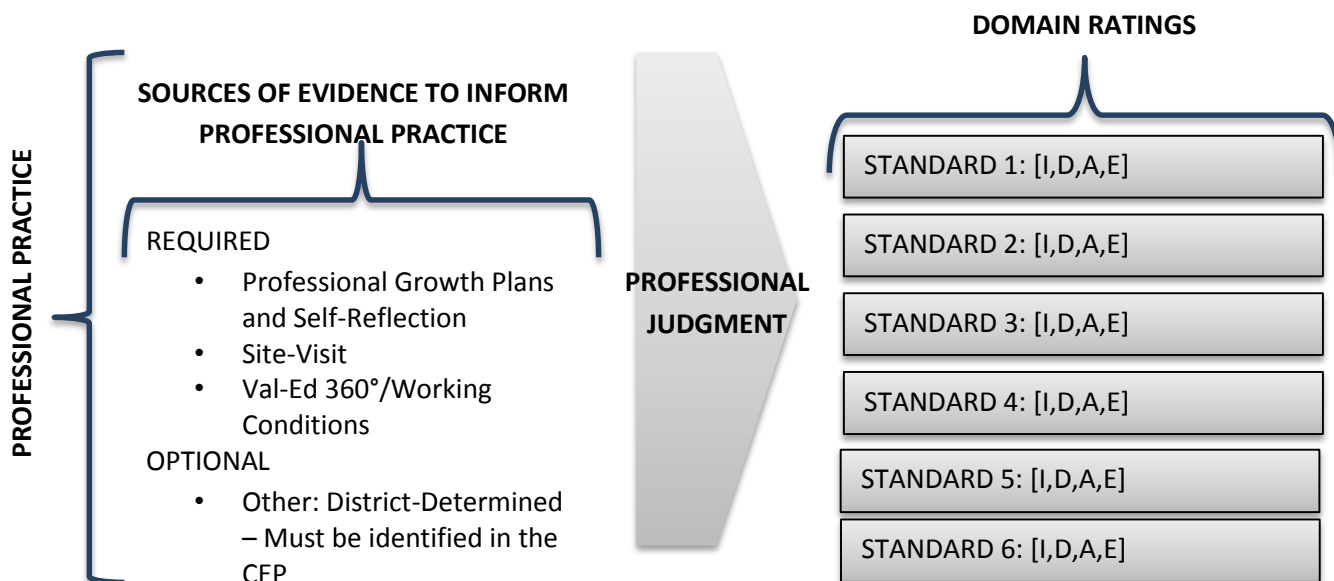 PROFESSIONAL PRACTICE
SOURCES OF EVIDENCE TO INFORM
PROFESSIONAL PRACTICE
REQUIRED
• Professional Growth Plans
and Self-Reflection
• Site-Visit
• Val-Ed 360°/Working
Conditions
OPTIONAL
• Other: District-Determined
– Must be identified in the
CEP
PROFESSIONAL
JUDGMENT
DOMAIN RATINGS
STANDARD 1: [I,D,A,E]
STANDARD 2: [I,D,A,E]
STANDARD 3: [I,D,A,E]
STANDARD 4: [I,D,A,E]
STANDARD 5: [I,D,A,E]
STANDARD 6: [I,D,A,E]